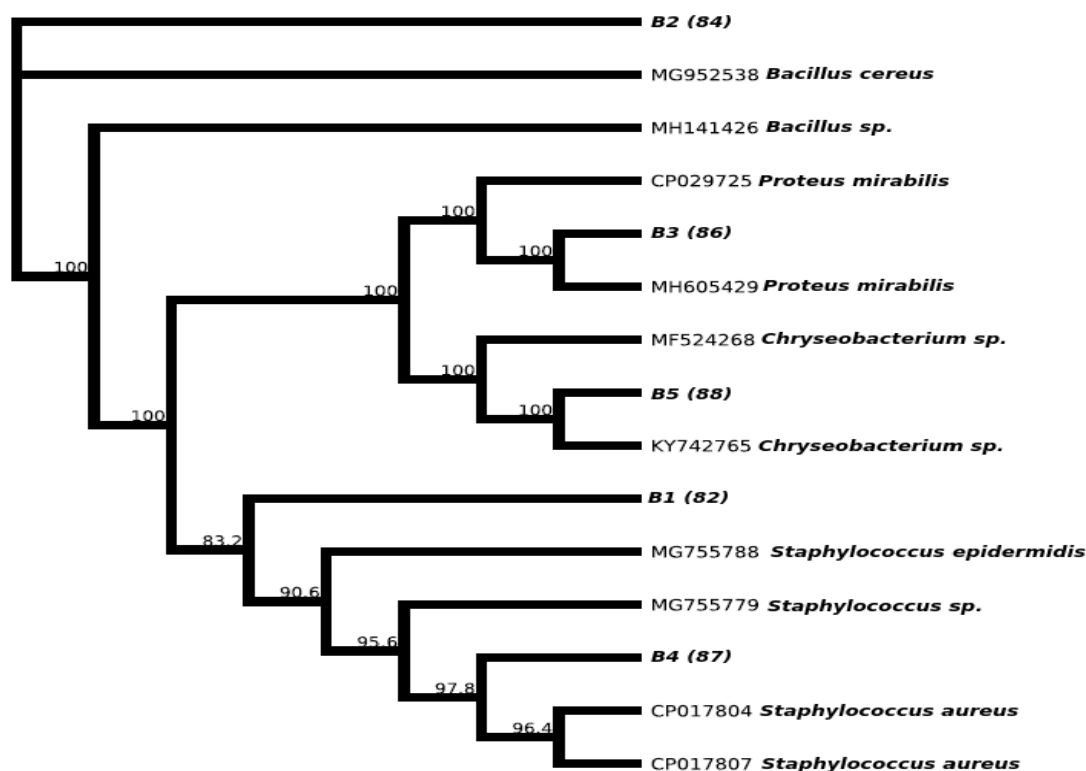 B2 (84)
MG952538 Bacillus cereus
MH141426 Bacillus sp.
CP029725 Proteus mirabilis
100
B3 (86)
100
100
MH605429 Proteus mirabilis
100
MF524268 Chryseobacterium sp.
100
B5 (88)
100
100
KY742765 Chryseobacterium sp.
B1 (82)
83.2
MG755788 Staphylococcus epidermidis
90.6
MG755779 Staphylococcus sp.
95.6
B4 (87)
97.8
CP017804 Staphylococcus aureus
96.4
CP017807 Staphylococcus aureus